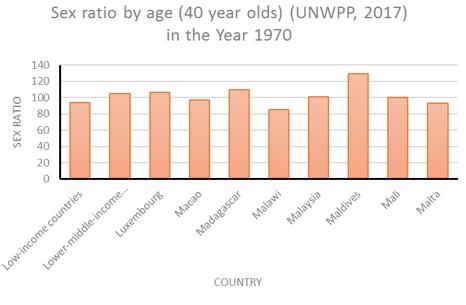 Sex ratio by age (40 year olds) (UNWPP, 2017)
in the Year 1970
SEX RATIO
140
120
100
80
60
40
20
0
Low-income countries
Lower-middle-income...
Luxembourg
Macao
Madagascar
Malawi
Malaysia
Maldives
Mali
Malta
COUNTRY